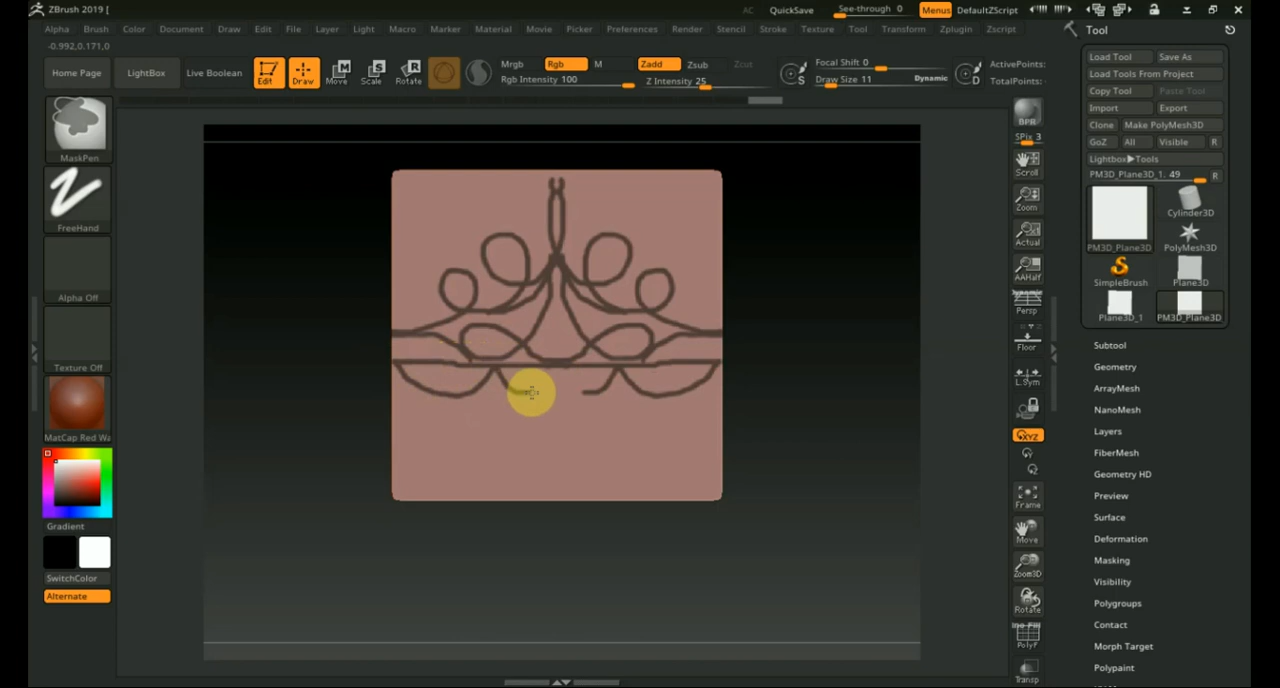 ZBrush 2019 [
AC QuickSave See-through 0 Menus DefaultZScript
Alpha Brush Color Document Draw Edit File Layer Light Macro Marker Material Movie Picker Preferences Render Stencil Stroke Texture Tool Transform Zplugin Zscript
-0.992,0.171,0
Home Page LightBox Live Boolean Edit Draw Move Scale Rotate
Mrgb Rgb M Zadd Zsub Zcut Focal Shift 0 ActivePoints:
Rgb Intensity 100 Z Intensity 25 Draw Size 11 Dynamic TotalPoints:
S D
MaskPen
FreeHand
Alpha Off
Texture Off
MatCap Red Wa
Gradient
SwitchColor
Alternate
BPR
SPix 3
Scroll
Zoom
Actual
AAHalf
Dynamic
Persp
Floor
L.Sym
XYZ
Frame
Move
Zoom3D
Rotate
PolyF
Transp
Tool
Load Tool Save As
Load Tools From Project
Copy Tool Paste Tool
Import Export
Clone Make PolyMesh3D
GoZ All Visible R
Lightbox▶Tools
PM3D_Plane3D_1. 49 R
Cylinder3D
PM3D_Plane3D PolyMesh3D
SimpleBrush Plane3D
Plane3D_1 PM3D_Plane3D
Subtool
Geometry
ArrayMesh
NanoMesh
Layers
FiberMesh
Geometry HD
Preview
Surface
Deformation
Masking
Visibility
Polygroups
Contact
Morph Target
Polypaint